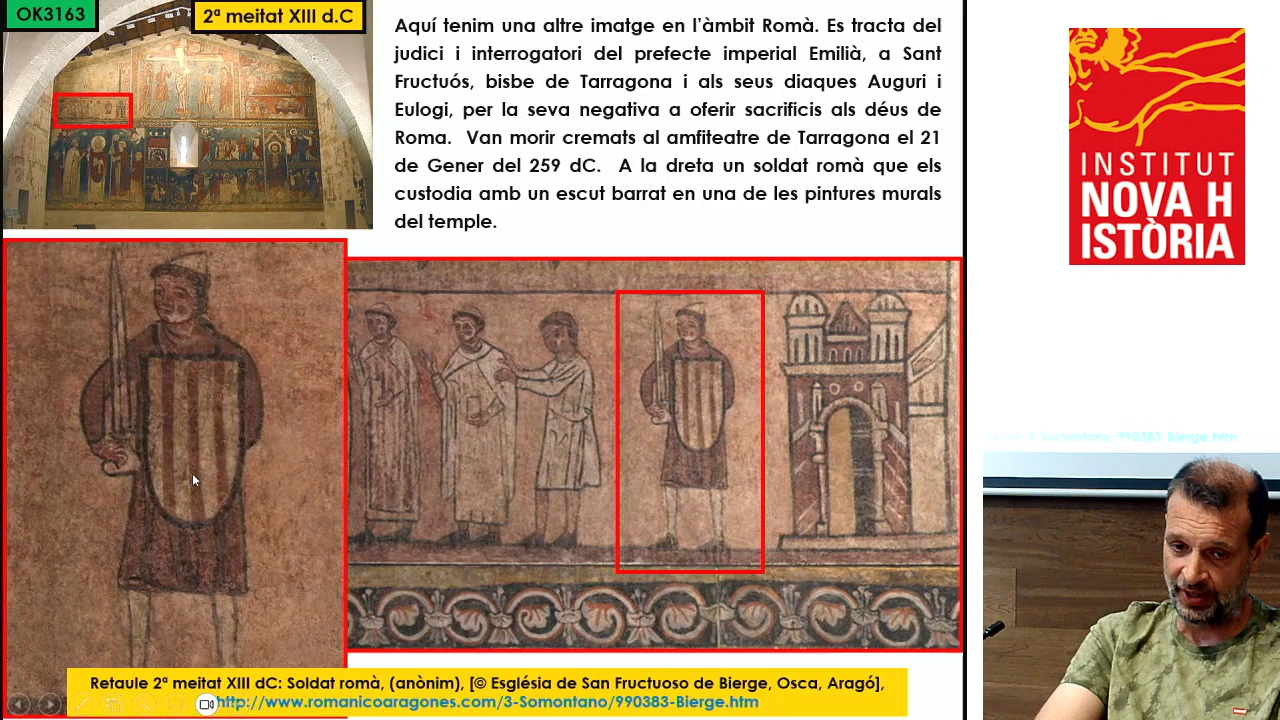 OK3163
2ª meitat XIII d.C
Aquí tenim una altre imatge en l’àmbit Romà. Es tracta del
judici i interrogatori del prefecte imperial Emilià, a Sant
Fructuós, bisbe de Tarragona i als seus diaques Auguri i
Eulogi, per la seva negativa a oferir sacrificis als déus de
Roma. Van morir cremats al amfiteatre de Tarragona el 21
de Gener del 259 dC. A la dreta un soldat romà que els
custodia amb un escut barrat en una de les pintures murals
del temple.
INSTITUT
NOVA H
ISTÒRIA
3-Somontano/990383-Bierge.htm
Retaule 2ª meitat XIII dC: Soldat romà, (anònim), [© Església de San Fructuoso de Bierge, Osca, Aragó],
http://www.romanicoaragones.com/3-Somontano/990383-Bierge.htm